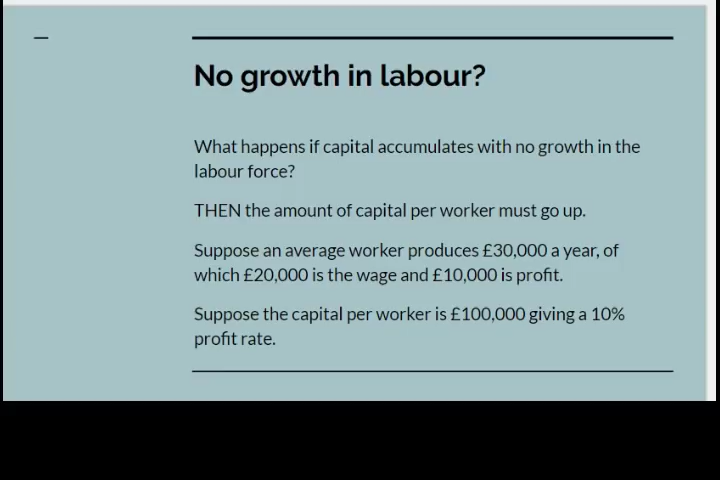 No growth in labour?
What happens if capital accumulates with no growth in the
labour force?
THEN the amount of capital per worker must go up.
Suppose an average worker produces £30,000 a year, of
which £20,000 is the wage and £10,000 is profit.
Suppose the capital per worker is £100,000 giving a 10%
profit rate.